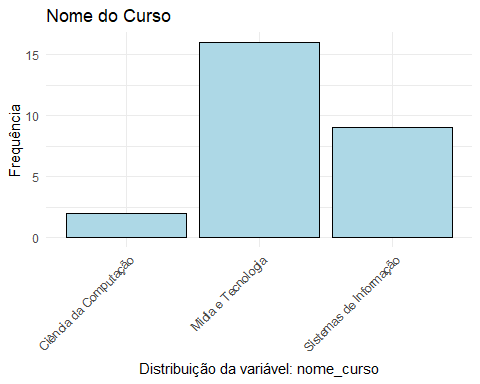 Nome do Curso
Frequência
15
10
5
0
Ciência da Computação
Mídia e Tecnologia
Sistemas de Informação
Distribuição da variável: nome_curso